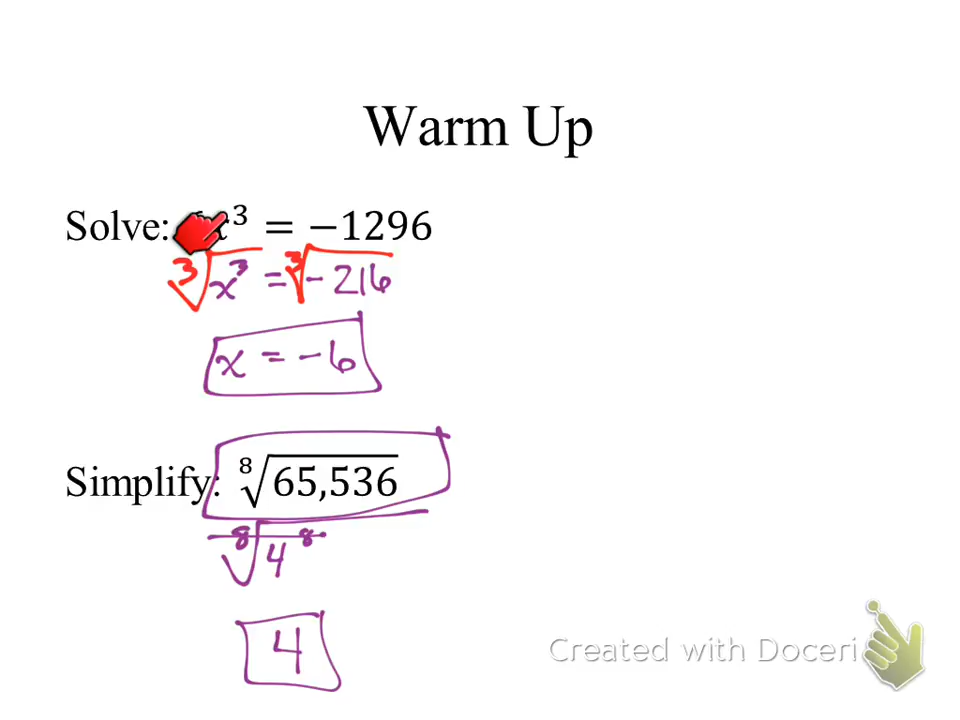 Warm Up
Solve: x³ = −1296
∛x³ = ∛-216
x = -6
Simplify: ⁸√65,536
⁸√4⁸
4
Created with Doceri